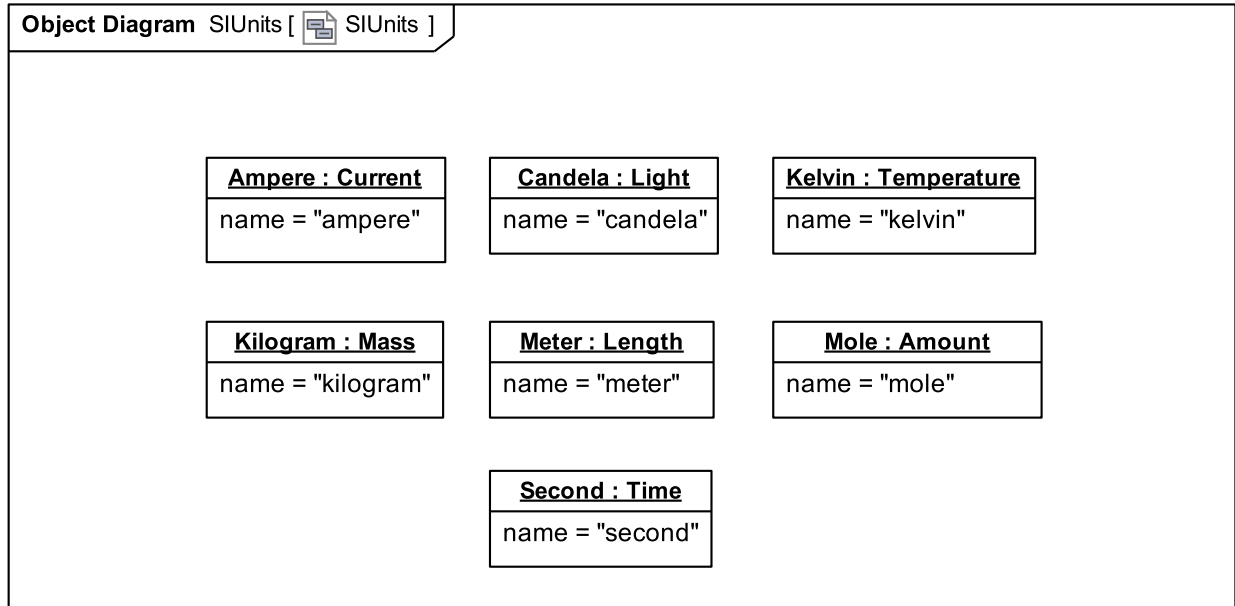 Object Diagram SIUnits [ SIUnits ]
Ampere : Current
name = "ampere"
Candela : Light
name = "candela"
Kelvin : Temperature
name = "kelvin"
Kilogram : Mass
name = "kilogram"
Meter : Length
name = "meter"
Mole : Amount
name = "mole"
Second : Time
name = "second"